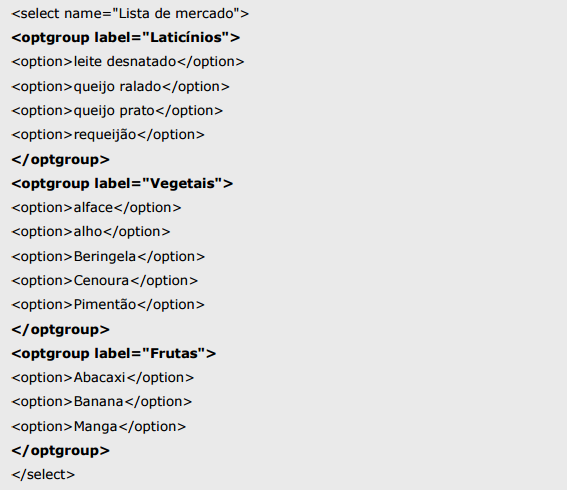 <select name="Lista de mercado">
<optgroup label="Laticínios">
<option>leite desnatado</option>
<option>queijo ralado</option>
<option>queijo prato</option>
<option>requeijão</option>
</optgroup>
<optgroup label="Vegetais">
<option>alface</option>
<option>alho</option>
<option>Beringela</option>
<option>Cenoura</option>
<option>Pimentão</option>
</optgroup>
<optgroup label="Frutas">
<option>Abacaxi</option>
<option>Banana</option>
<option>Manga</option>
</optgroup>
</select>